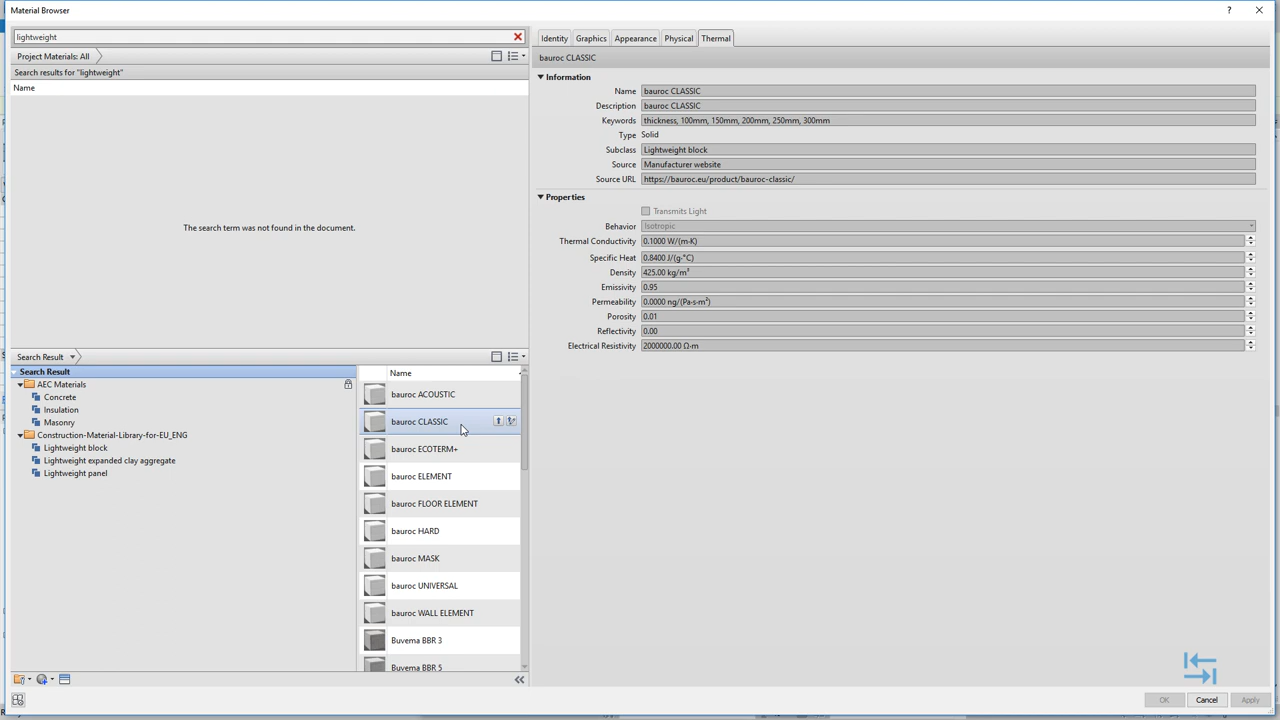 Material Browser
?
lightweight
Project Materials: All
Search results for "lightweight"
Name
The search term was not found in the document.
Search Result
Search Result
AEC Materials
Concrete
Insulation
Masonry
Construction-Material-Library-for-EU_ENG
Lightweight block
Lightweight expanded clay aggregate
Lightweight panel
Name
bauroc ACOUSTIC
bauroc CLASSIC
bauroc ECOTERM+
bauroc ELEMENT
bauroc FLOOR ELEMENT
bauroc HARD
bauroc MASK
bauroc UNIVERSAL
bauroc WALL ELEMENT
Buvema BBR 3
Buvema BBR 5
Identity Graphics Appearance Physical Thermal
bauroc CLASSIC
Information
Name bauroc CLASSIC
Description bauroc CLASSIC
Keywords thickness, 100mm, 150mm, 200mm, 250mm, 300mm
Type Solid
Subclass Lightweight block
Source Manufacturer website
Source URL https://bauroc.eu/product/bauroc-classic/
Properties
Transmits Light
Behavior Isotropic
Thermal Conductivity 0.1000 W/(m·K)
Specific Heat 0.8400 J/(g·°C)
Density 425.00 kg/m³
Emissivity 0.95
Permeability 0.0000 ng/(Pa·s·m²)
Porosity 0.01
Reflectivity 0.00
Electrical Resistivity 2000000.00 Ω·m
OK Cancel Apply